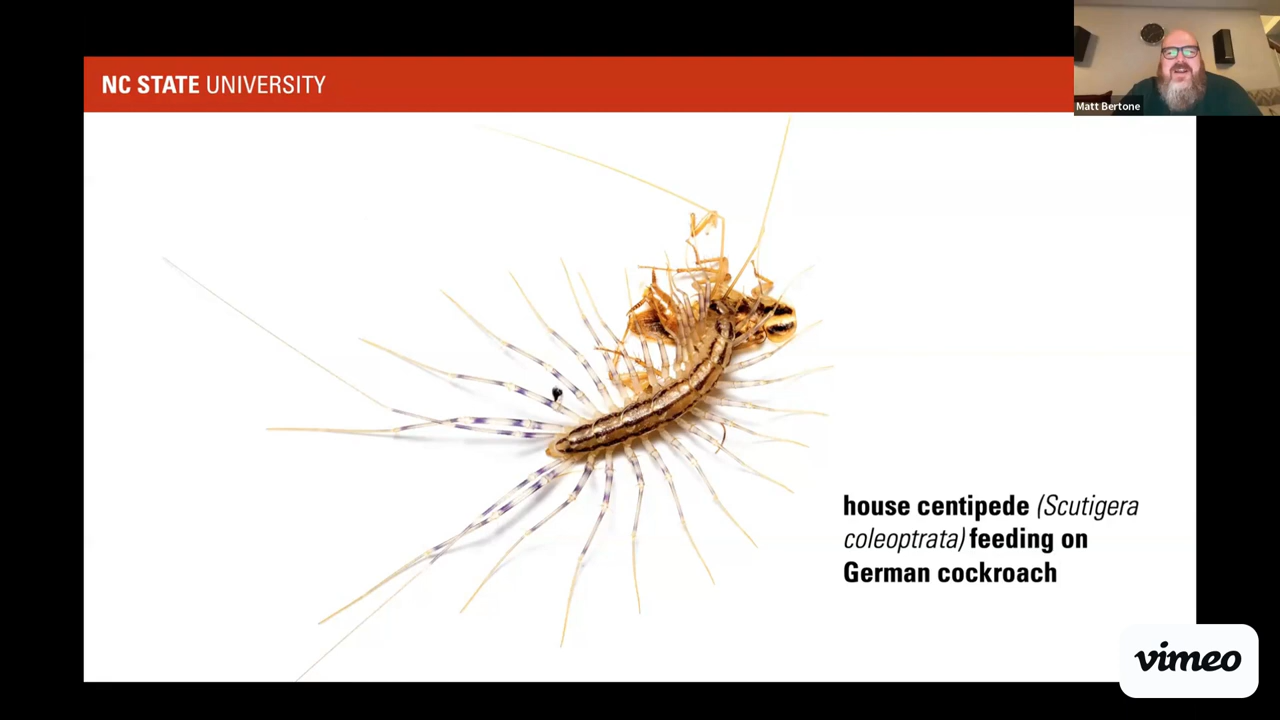 NC STATE UNIVERSITY
Matt Bertone
house centipede (Scutigera
coleoptrata) feeding on
German cockroach
vimeo